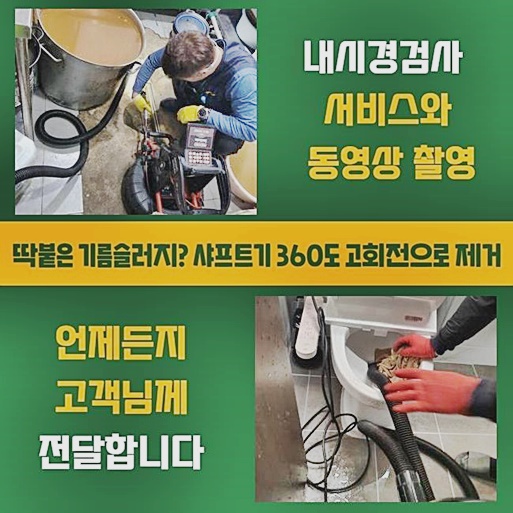 내시경검사
서비스와
동영상 촬영
딱붙은 기름슬러지? 샤프트기 360도 고회전으로 제거
언제든지
고객님께
전달합니다